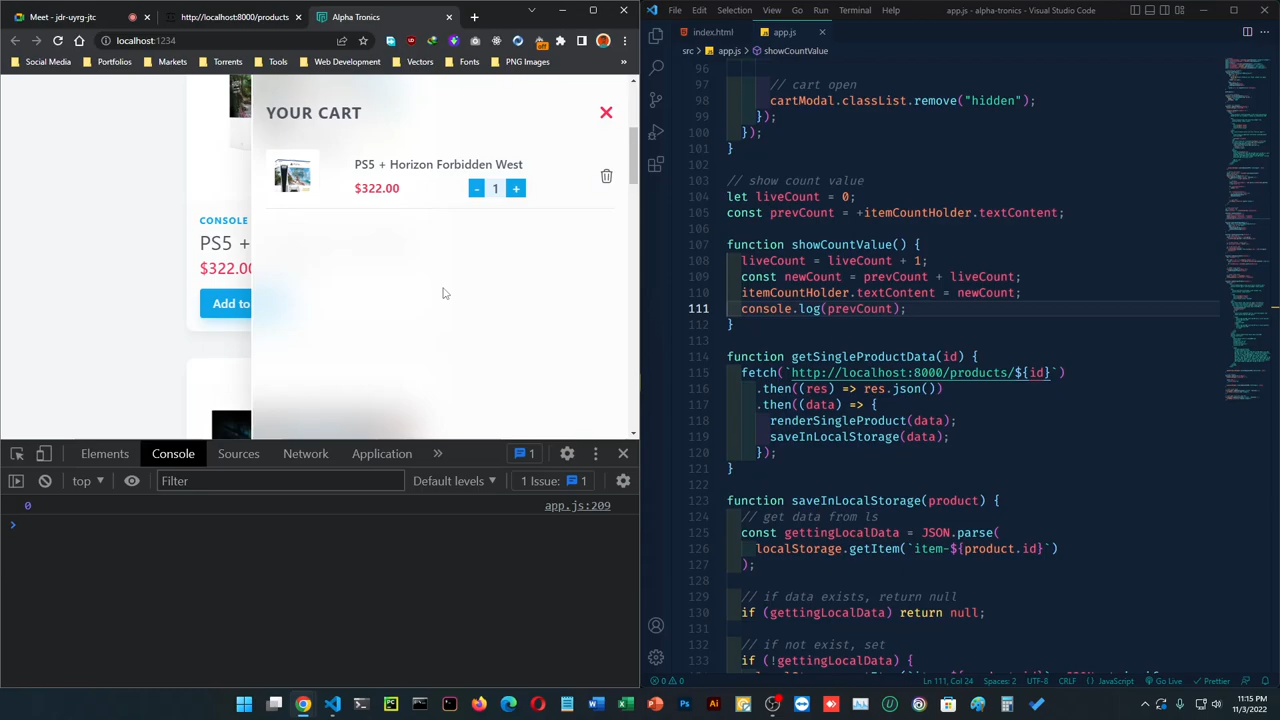 Meet - jdr-uyrg-jtc
http://localhost:8000/products
Alpha Tronics
localhost:1234
off
Social Medias
Portfolios
Markets
Torrents
Tools
Web Development
Vectors
Fonts
PNG Images
YOUR CART
PS5 + Horizon Forbidden West
$322.00
- 1 +
CONSOLE
PS5 +
$322.00
Add to
Elements
Console
Sources
Network
Application
1
top
Filter
Default levels
1 Issue:
1
0
app.js:209
File
Edit
Selection
View
Go
Run
Terminal
Help
app.js - alpha-tronics - Visual Studio Code
index.html
app.js
src > app.js > showCountValue
96
97 // cart open
98 cartModal.classList.remove("hidden");
99 });
100 });
101 }
102
103 // show count value
104 let liveCount = 0;
105 const prevCount = +itemCountHolder.textContent;
106
107 function showCountValue() {
108 liveCount = liveCount + 1;
109 const newCount = prevCount + liveCount;
110 itemCountHolder.textContent = newCount;
111 console.log(prevCount);
112 }
113
114 function getSingleProductData(id) {
115 fetch(`http://localhost:8000/products/${id}`)
116 .then((res) => res.json())
117 .then((data) => {
118 renderSingleProduct(data);
119 saveInLocalStorage(data);
120 });
121 }
122
123 function saveInLocalStorage(product) {
124 // get data from ls
125 const gettingLocalData = JSON.parse(
126 localStorage.getItem(`item-${product.id}`)
127 );
128
129 // if data exists, return null
130 if (gettingLocalData) return null;
131
132 // if not exist, set
133 if (!gettingLocalData) {
0 0
Ln 111, Col 24
Spaces: 2
UTF-8
CRLF
{ } JavaScript
Go Live
Prettier
11:15 PM
11/3/2022